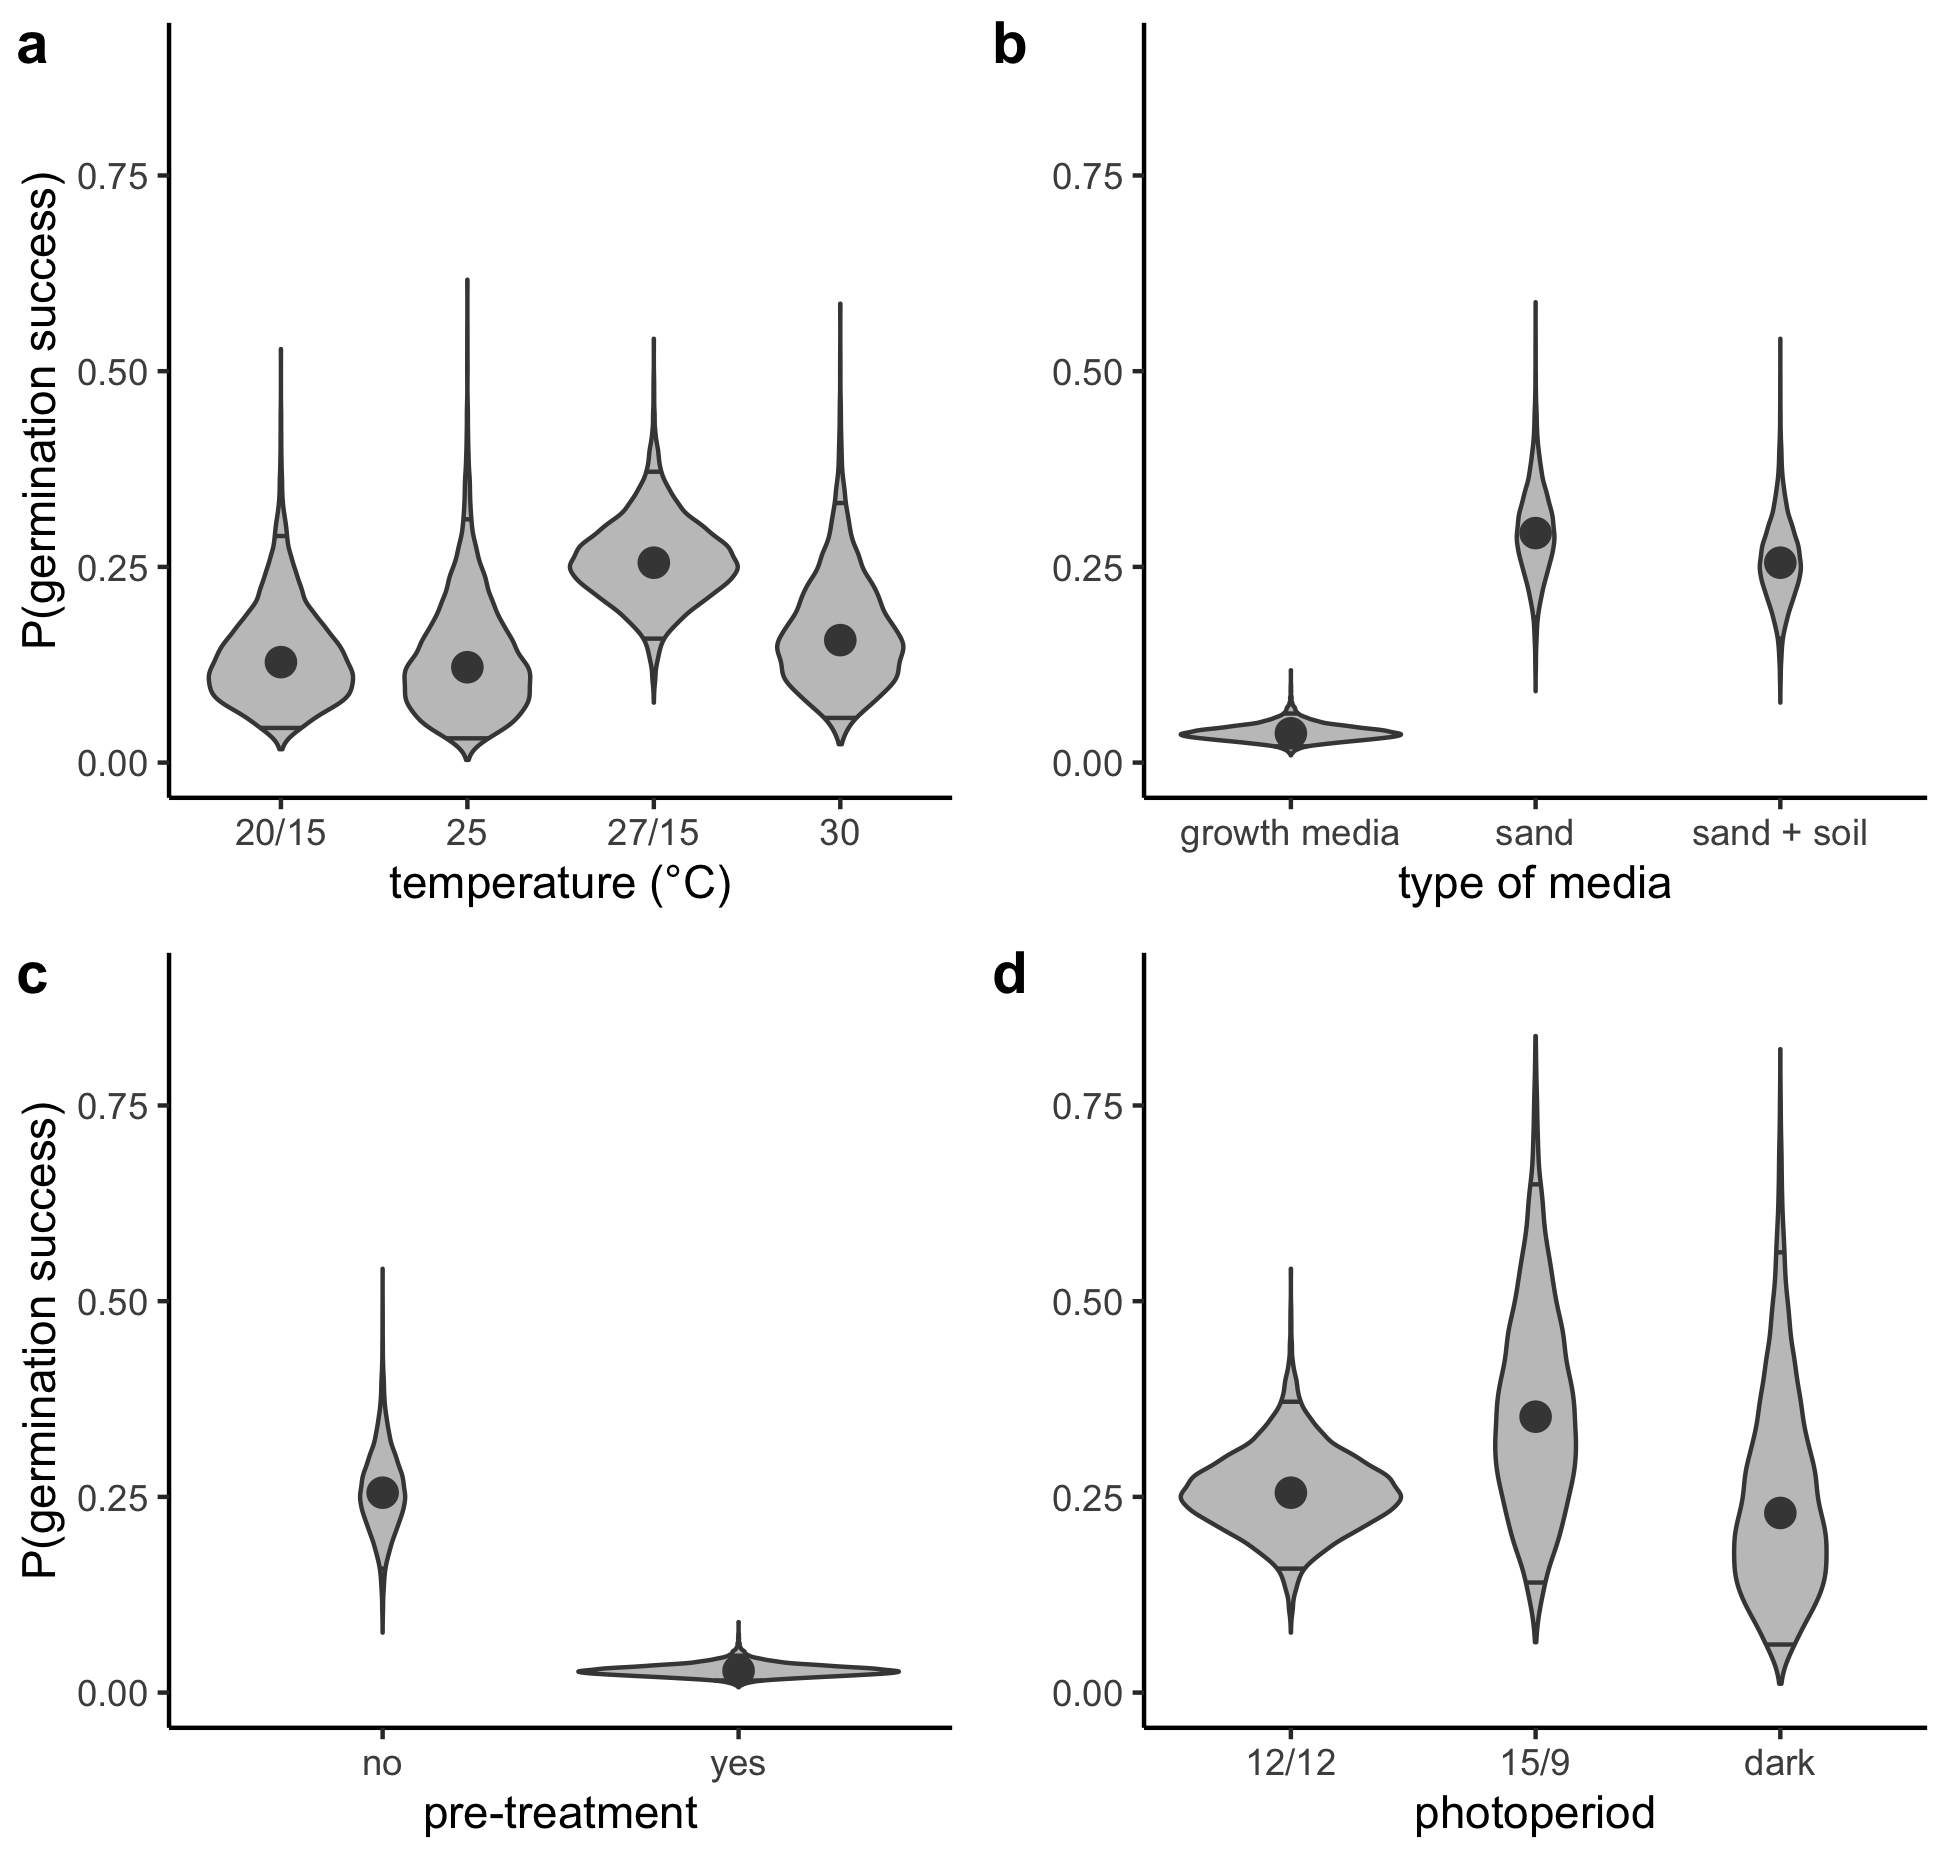 a
P(germination success)
0.75
0.50
0.25
0.00
20/15 25 27/15 30
temperature (°C)
b
0.75
0.50
0.25
0.00
growth media sand sand + soil
type of media
c
P(germination success)
0.75
0.50
0.25
0.00
no yes
pre-treatment
d
0.75
0.50
0.25
0.00
12/12 15/9 dark
photoperiod